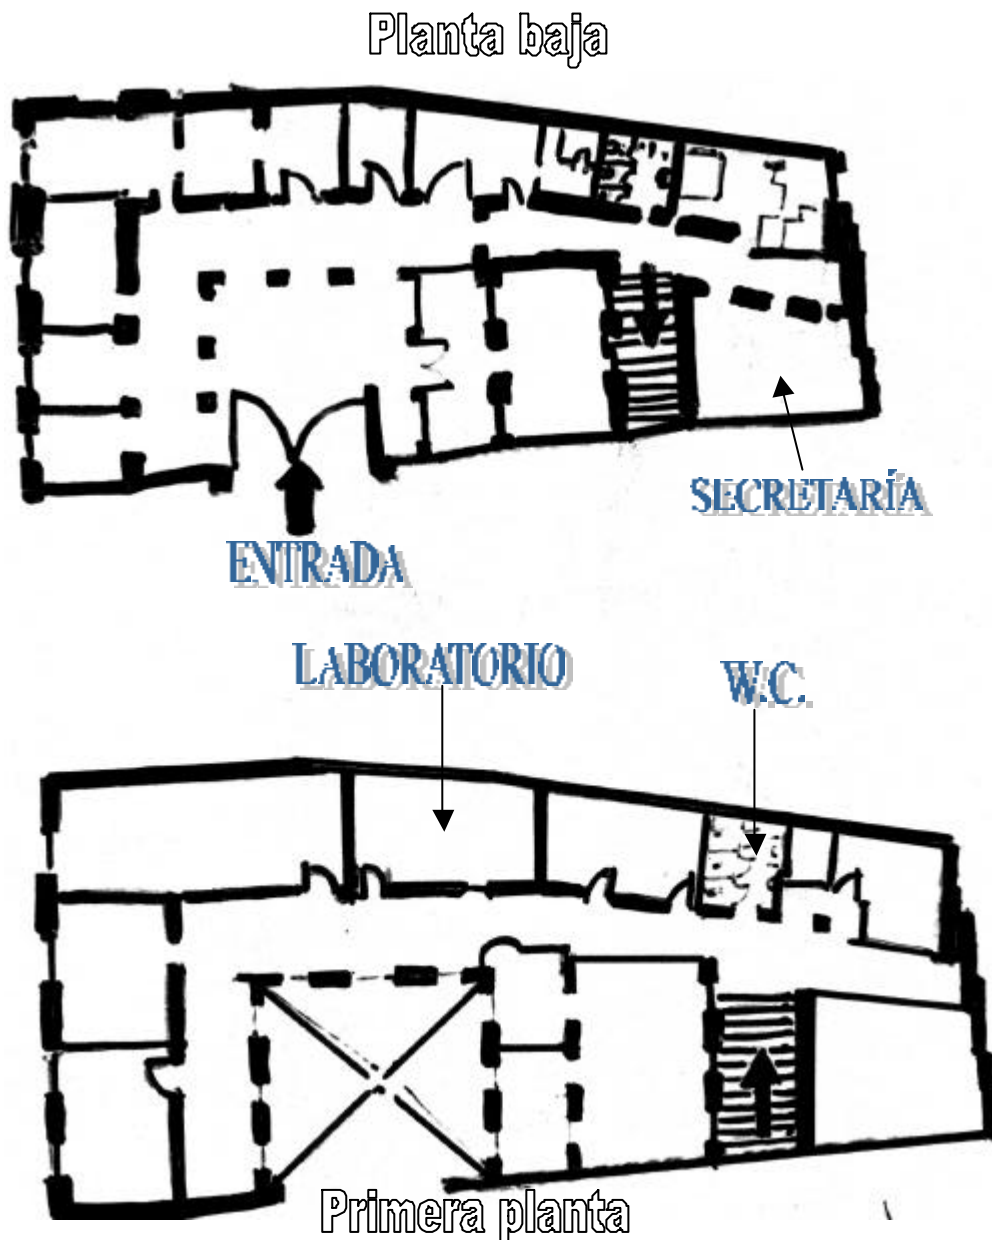 Planta baja
SECRETARÍA
ENTRADA
LABORATORIO
W.C.
Primera planta